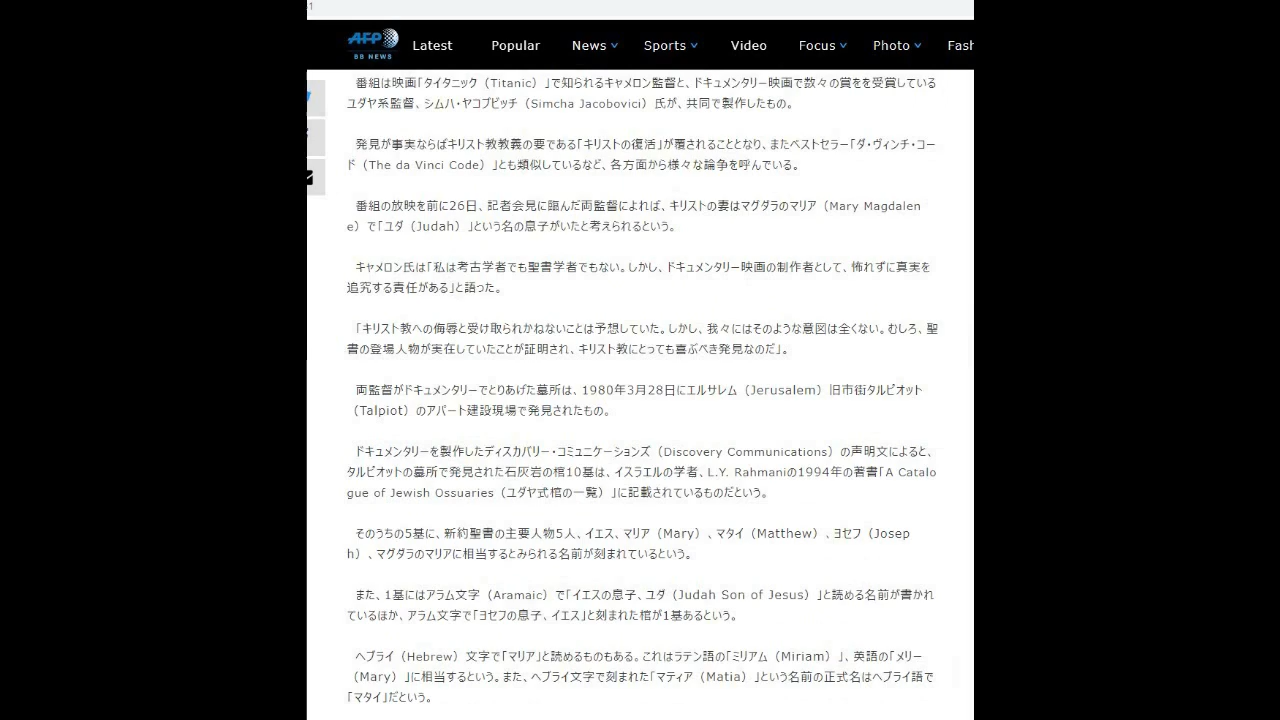 1
AFP
BB NEWS
Latest Popular News Sports Video Focus Photo Fash
番組は映画「タイタニック（Titanic）」で知られるキャメロン監督と、ドキュメンタリー映画で数々の賞をを受賞している
ユダヤ系監督、シムハ・ヤコブビッチ（Simcha Jacobovici）氏が、共同で製作したもの。
発見が事実ならばキリスト教教義の要である「キリストの復活」が覆されることとなり、またベストセラー「ダ・ヴィンチ・コー
ド（The da Vinci Code）」とも類似しているなど、各方面から様々な論争を呼んでいる。
番組の放映を前に26日、記者会見に臨んだ両監督によれば、キリストの妻はマグダラのマリア（Mary Magdalen
e）で「ユダ（Judah）」という名の息子がいたと考えられるという。
キャメロン氏は「私は考古学者でも聖書学者でもない。しかし、ドキュメンタリー映画の制作者として、怖れずに真実を
追究する責任がある」と語った。
「キリスト教への侮辱と受け取られかねないことは予想していた。しかし、我々にはそのような意図は全くない。むしろ、聖
書の登場人物が実在していたことが証明され、キリスト教にとっても喜ぶべき発見なのだ」。
両監督がドキュメンタリーでとりあげた墓所は、1980年3月28日にエルサレム（Jerusalem）旧市街タルピオット
（Talpiot）のアパート建設現場で発見されたもの。
ドキュメンタリーを製作したディスカバリー・コミュニケーションズ（Discovery Communications）の声明文によると、
タルピオットの墓所で発見された石灰岩の棺10基は、イスラエルの学者、L.Y. Rahmaniの1994年の著書「A Catalo
gue of Jewish Ossuaries（ユダヤ式棺の一覧）」に記載されているものだという。
そのうちの5基に、新約聖書の主要人物5人、イエス、マリア（Mary）、マタイ（Matthew）、ヨセフ（Josep
h）、マグダラのマリアに相当するとみられる名前が刻まれているという。
また、1基にはアラム文字（Aramaic）で「イエスの息子、ユダ（Judah Son of Jesus）」と読める名前が書かれ
ているほか、アラム文字で「ヨセフの息子、イエス」と刻まれた棺が1基あるという。
ヘブライ（Hebrew）文字で「マリア」と読めるものもある。これはラテン語の「ミリアム（Miriam）」、英語の「メリー
（Mary）」に相当するという。また、ヘブライ文字で刻まれた「マティア（Matia）」という名前の正式名はヘブライ語で
「マタイ」だという。